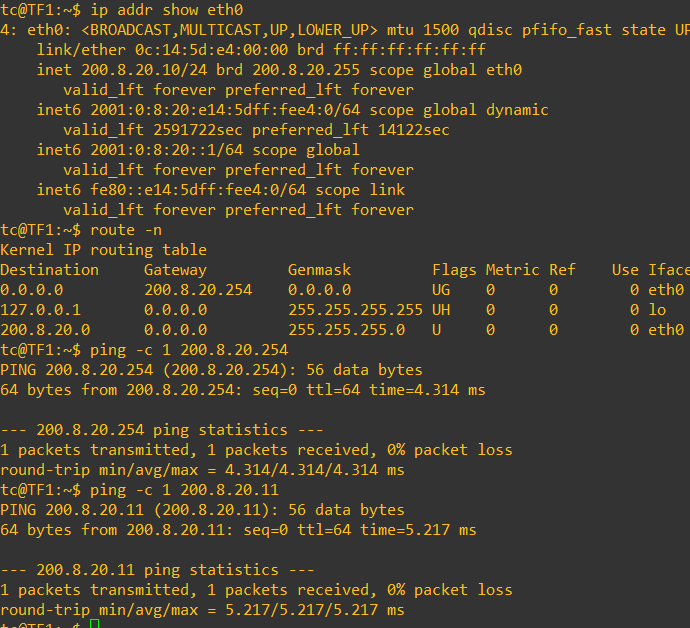 tc@TF1:~$ ip addr show eth0
4: eth0: <BROADCAST,MULTICAST,UP,LOWER_UP> mtu 1500 qdisc pfifo_fast state UP
    link/ether 0c:14:5d:e4:00:00 brd ff:ff:ff:ff:ff:ff
    inet 200.8.20.10/24 brd 200.8.20.255 scope global eth0
       valid_lft forever preferred_lft forever
    inet6 2001:0:8:20:e14:5dff:fee4:0/64 scope global dynamic
       valid_lft 2591722sec preferred_lft 14122sec
    inet6 2001:0:8:20::1/64 scope global
       valid_lft forever preferred_lft forever
    inet6 fe80::e14:5dff:fee4:0/64 scope link
       valid_lft forever preferred_lft forever
tc@TF1:~$ route -n
Kernel IP routing table
Destination     Gateway         Genmask         Flags Metric Ref    Use Iface
0.0.0.0         200.8.20.254    0.0.0.0         UG    0      0        0 eth0
127.0.0.1       0.0.0.0         255.255.255.255 UH    0      0        0 lo
200.8.20.0      0.0.0.0         255.255.255.0   U     0      0        0 eth0
tc@TF1:~$ ping -c 1 200.8.20.254
PING 200.8.20.254 (200.8.20.254): 56 data bytes
64 bytes from 200.8.20.254: seq=0 ttl=64 time=4.314 ms

--- 200.8.20.254 ping statistics ---
1 packets transmitted, 1 packets received, 0% packet loss
round-trip min/avg/max = 4.314/4.314/4.314 ms
tc@TF1:~$ ping -c 1 200.8.20.11
PING 200.8.20.11 (200.8.20.11): 56 data bytes
64 bytes from 200.8.20.11: seq=0 ttl=64 time=5.217 ms

--- 200.8.20.11 ping statistics ---
1 packets transmitted, 1 packets received, 0% packet loss
round-trip min/avg/max = 5.217/5.217/5.217 ms
tc@TF1:~$